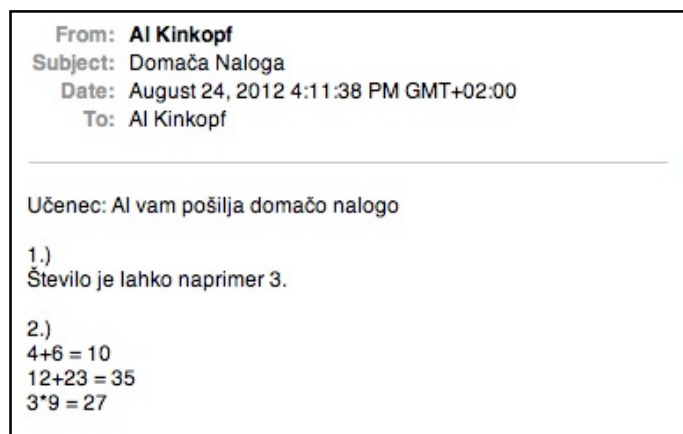 From: Al Kinkopf
Subject: Domača Naloga
Date: August 24, 2012 4:11:38 PM GMT+02:00
To: Al Kinkopf
Učenec: Al vam pošilja domačo nalogo
1.)
Število je lahko naprimer 3.
2.)
4+6 = 10
12+23 = 35
3*9 = 27